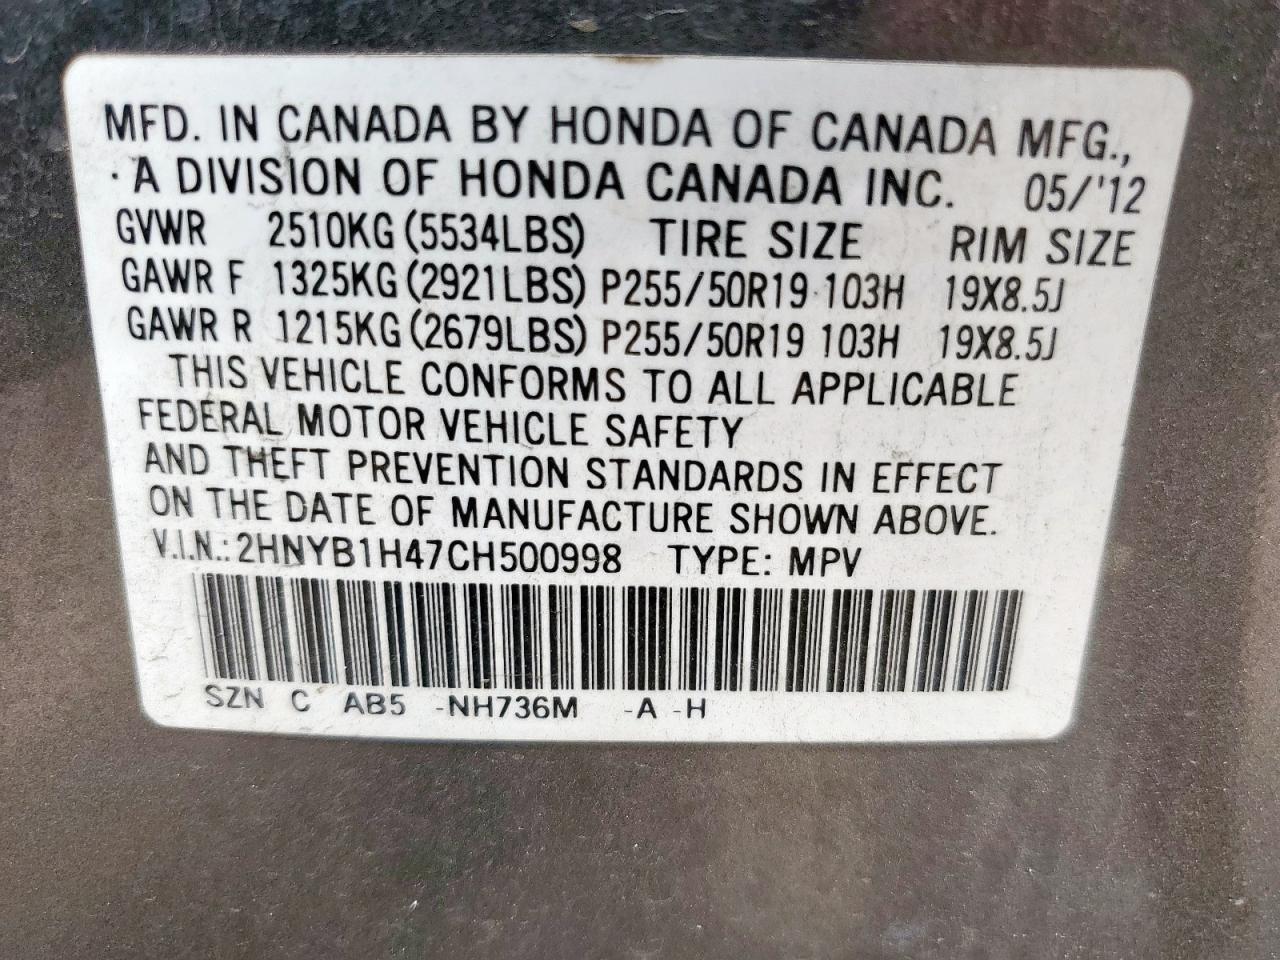 MFD. IN CANADA BY HONDA OF CANADA MFG.,
A DIVISION OF HONDA CANADA INC. 05/'12
GVWR 2510KG (5534LBS) TIRE SIZE RIM SIZE
GAWR F 1325KG (2921LBS) P255/50R19 103H 19X8.5J
GAWR R 1215KG (2679LBS) P255/50R19 103H 19X8.5J
THIS VEHICLE CONFORMS TO ALL APPLICABLE
FEDERAL MOTOR VEHICLE SAFETY
AND THEFT PREVENTION STANDARDS IN EFFECT
ON THE DATE OF MANUFACTURE SHOWN ABOVE.
V.I.N.: 2HNYB1H47CH500998 TYPE: MPV
SZN C AB5 -NH736M -A -H